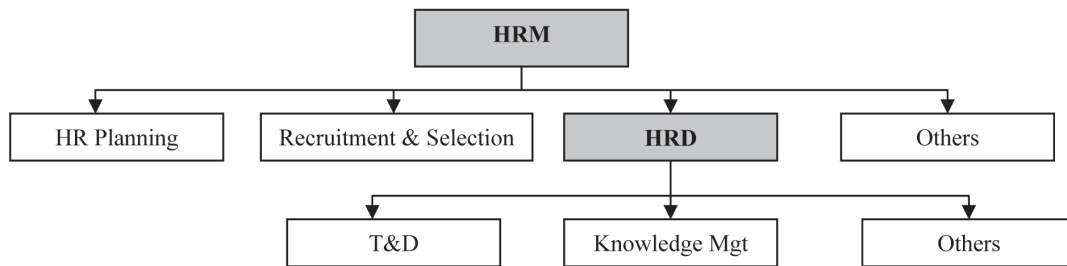 HRM
HR Planning
Recruitment & Selection
HRD
Others
T&D
Knowledge Mgt
Others